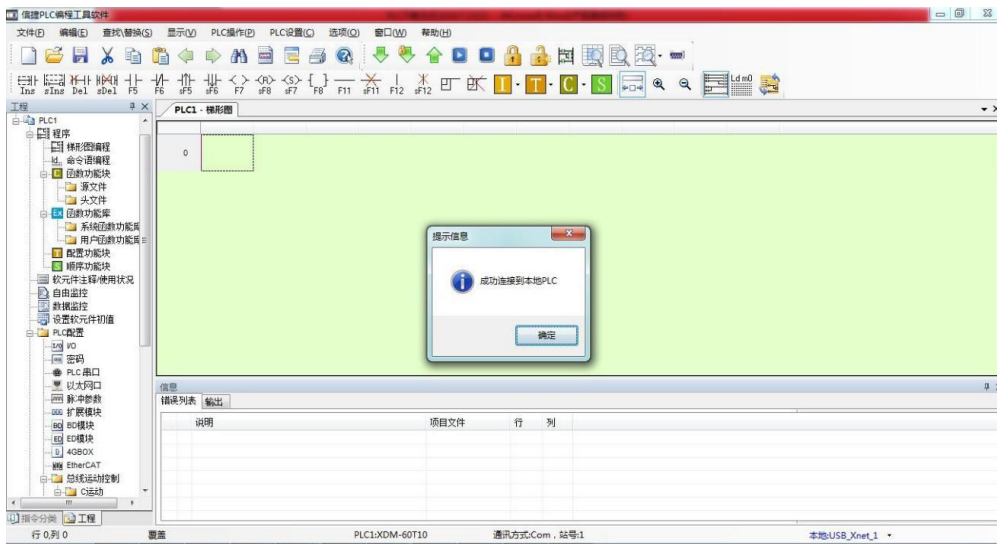 信捷PLC编程工具软件
文件(F) 编辑(E) 查找\替换(S) 显示(V) PLC操作(P) PLC设置(C) 选项(O) 窗口(W) 帮助(H)
Ins sIns Del sDel F5 F6 sF5 sF6 F7 sF8 sF7 F8 F11 sF11 F12 sF12 I T C S Ld m0
工程
PLC1 - 梯形图
PLC1
程序
梯形图编程
命令语编程
函数功能块
源文件
头文件
函数功能库
系统函数功能库
用户函数功能库
配置功能块
顺序功能块
软元件注释/使用状况
自由监控
数据监控
设置软元件初值
PLC配置
I/O
密码
PLC 串口
以太网口
脉冲参数
扩展模块
BD模块
ED模块
4GBOX
EtherCAT
总线运动控制
C运动
指令分类 工程
0
提示信息
成功连接到本地PLC
确定
信息
错误列表 输出
说明 项目文件 行 列
行 0,列 0 覆盖 PLC1:XDM-60T10 通讯方式:Com，站号:1 本地:USB_Xnet_1